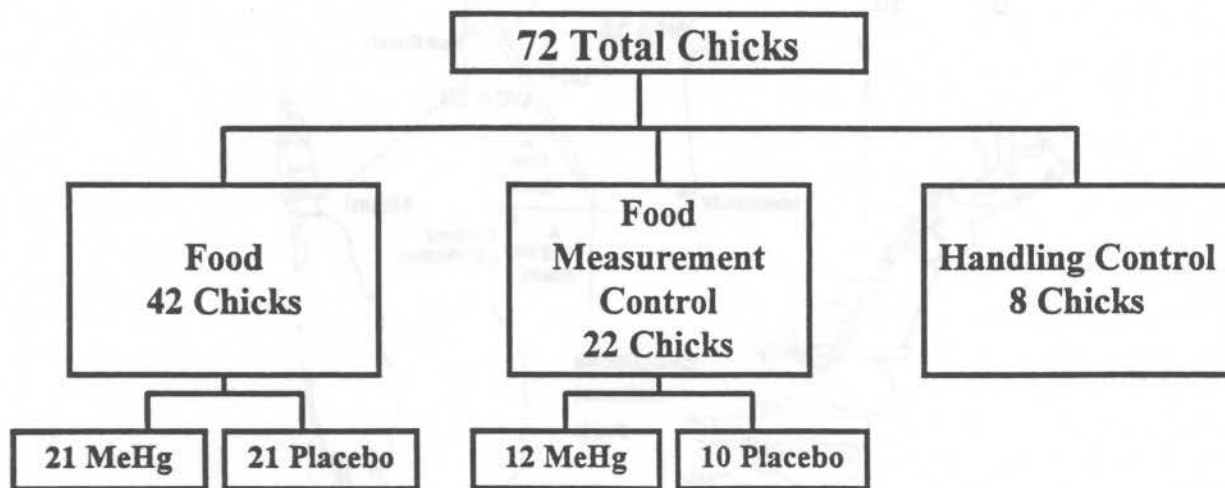 72 Total Chicks
Food
42 Chicks
Food
Measurement
Control
22 Chicks
Handling Control
8 Chicks
21 MeHg
21 Placebo
12 MeHg
10 Placebo